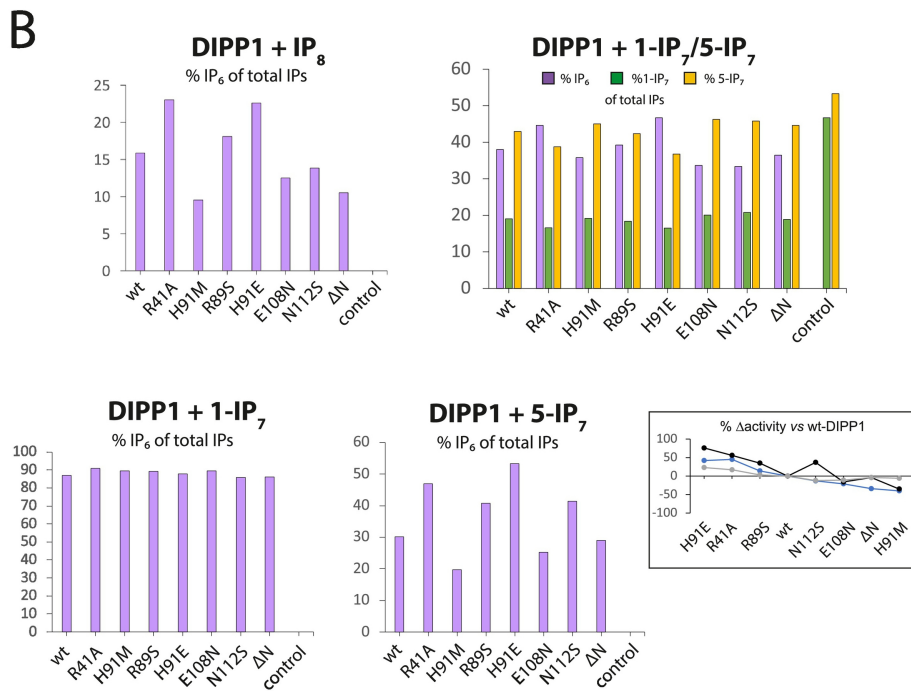 B
DIPP1 + IP8
% IP6 of total IPs
25
20
15
10
5
0
wt
R41A
H91M
R89S
H91E
E108N
N112S
ΔN
control
DIPP1 + 1-IP7/5-IP7
% IP6
%1-IP7
% 5-IP7
of total IPs
60
50
40
30
20
10
0
wt
R41A
H91M
R89S
H91E
E108N
N112S
ΔN
control
DIPP1 + 1-IP7
% IP6 of total IPs
100
90
80
70
60
50
40
30
20
10
0
wt
R41A
H91M
R89S
H91E
E108N
N112S
ΔN
control
DIPP1 + 5-IP7
% IP6 of total IPs
60
50
40
30
20
10
0
wt
R41A
H91M
R89S
H91E
E108N
N112S
ΔN
control
% Δactivity vs wt-DIPP1
100
50
0
-50
-100
H91E
R41A
R89S
wt
N112S
E108N
ΔN
H91M